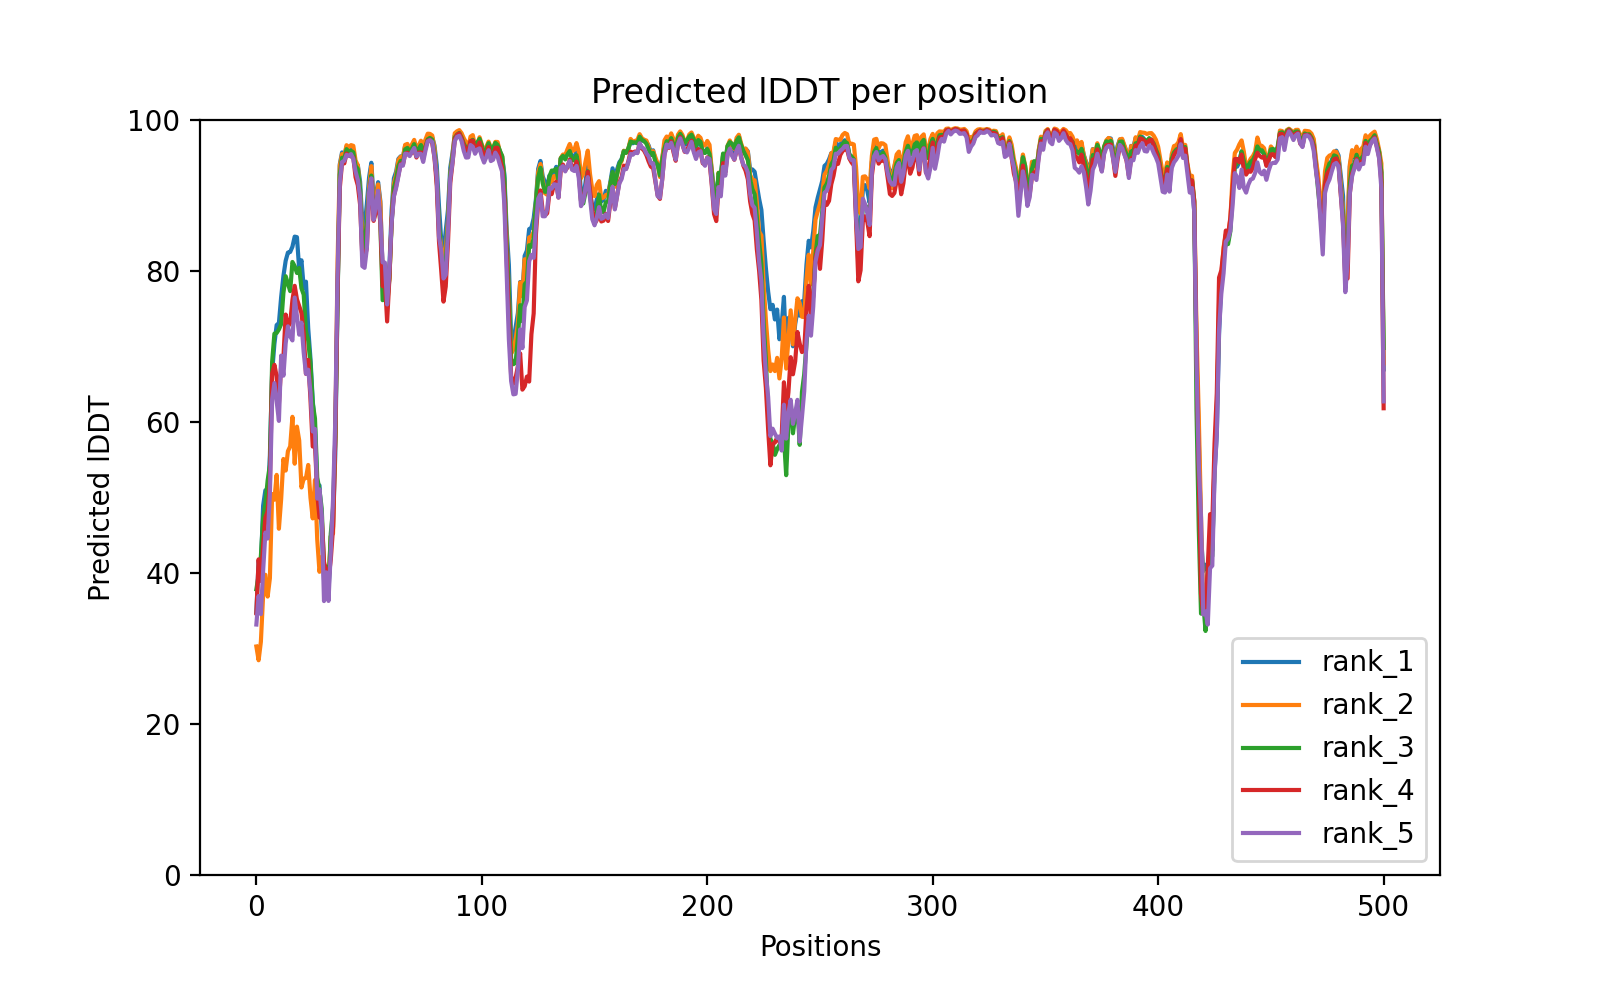 Predicted lDDT per position
100
80
60
40
20
0
Predicted lDDT
0 100 200 300 400 500
Positions
rank_1
rank_2
rank_3
rank_4
rank_5